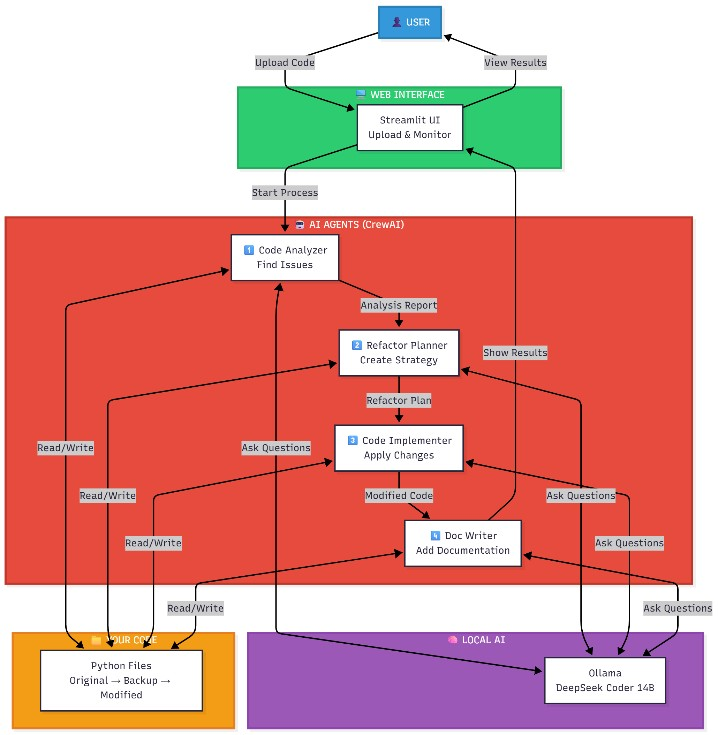 👤 USER
Upload Code
View Results
🖥️ WEB INTERFACE
Streamlit UI
Upload & Monitor
Start Process
🤖 AI AGENTS (CrewAI)
1️⃣ Code Analyzer
Find Issues
Analysis Report
2️⃣ Refactor Planner
Create Strategy
Show Results
Refactor Plan
3️⃣ Code Implementer
Apply Changes
Read/Write
Ask Questions
Read/Write
Modified Code
Ask Questions
4️⃣ Doc Writer
Add Documentation
Read/Write
Ask Questions
Read/Write
Ask Questions
📁 YOUR CODE
Python Files
Original → Backup →
Modified
🧠 LOCAL AI
Ollama
DeepSeek Coder 14B